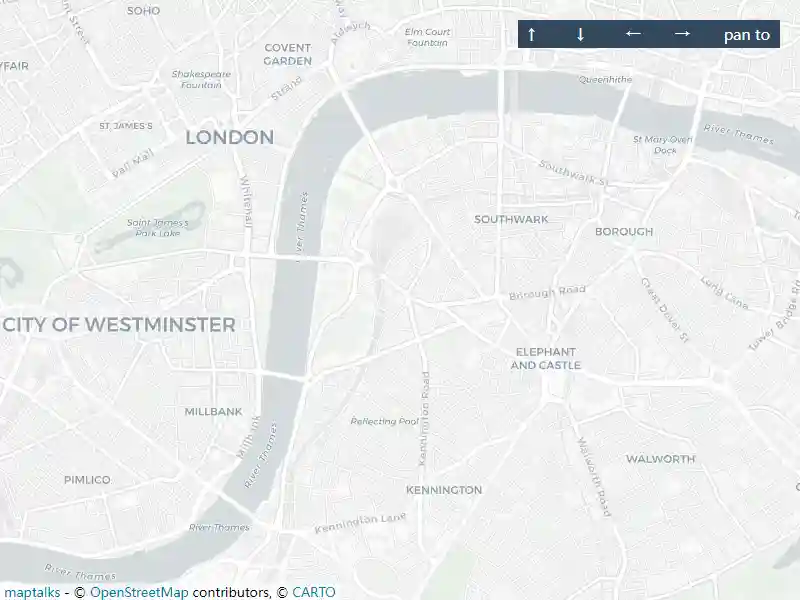 SOHO
Aldwych
Elm Court
Fountain
↑ ↓ ← → pan to
COVENT
GARDEN
Shakespeare
Fountain
Strand
Queenhithe
ST JAMES'S
LONDON
Pall Mall
St Mary Overi
Dock
River Thames
Southwark St
Whitehall
River Thames
Saint James's
Park Lake
SOUTHWARK
BOROUGH
Borough Road
Great Dover St
Long Lane
Tower Bridge Rd
CITY OF WESTMINSTER
ELEPHANT
AND CASTLE
MILLBANK
Millbank
River Thames
Reflecting Pool
Kennington Road
Walworth Road
WALWORTH
PIMLICO
KENNINGTON
River Thames
Kennington Lane
River Thames
maptalks - © OpenStreetMap contributors, © CARTO